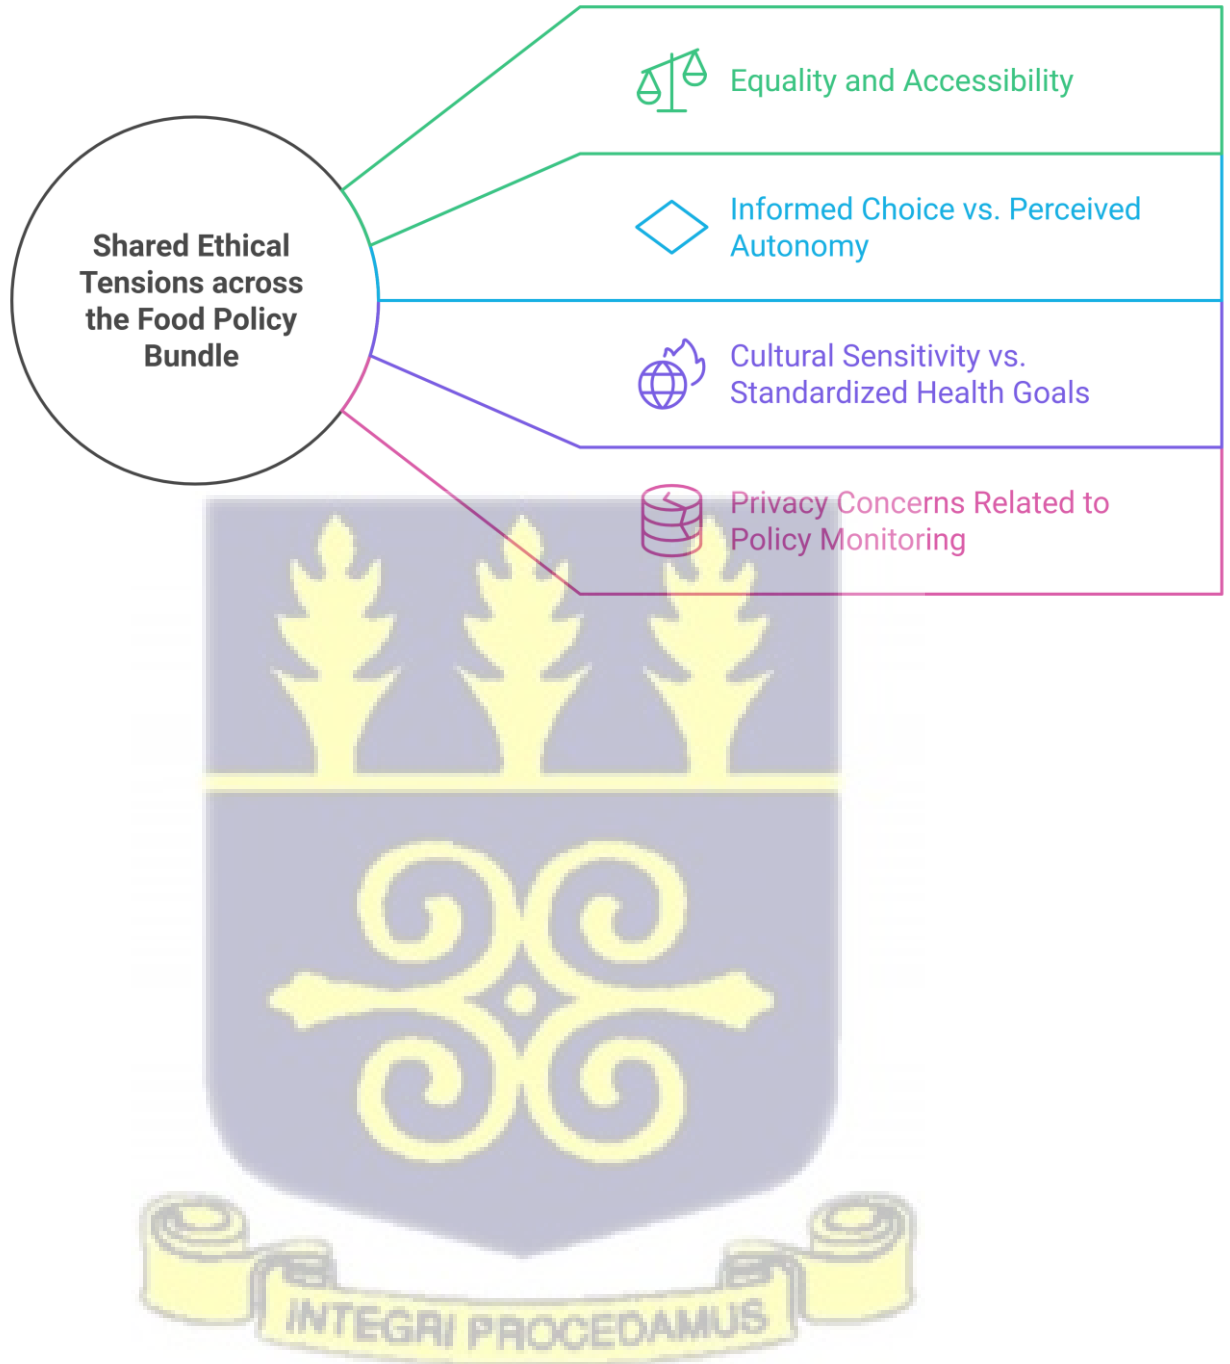 Shared Ethical
Tensions across
the Food Policy
Bundle
Equality and Accessibility
Informed Choice vs. Perceived
Autonomy
Cultural Sensitivity vs.
Standardized Health Goals
Privacy Concerns Related to
Policy Monitoring
INTEGRI PROCEDAMUS